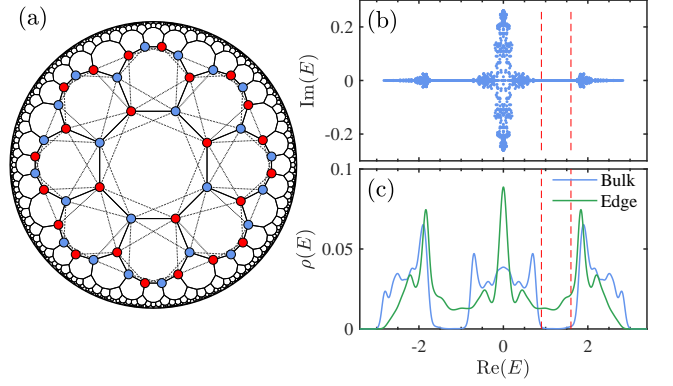 (a)
(b)
Im(E)
0.2
0
-0.2
(c)
Bulk
Edge
ρ(E)
0.1
0.05
0
-2
0
2
Re(E)